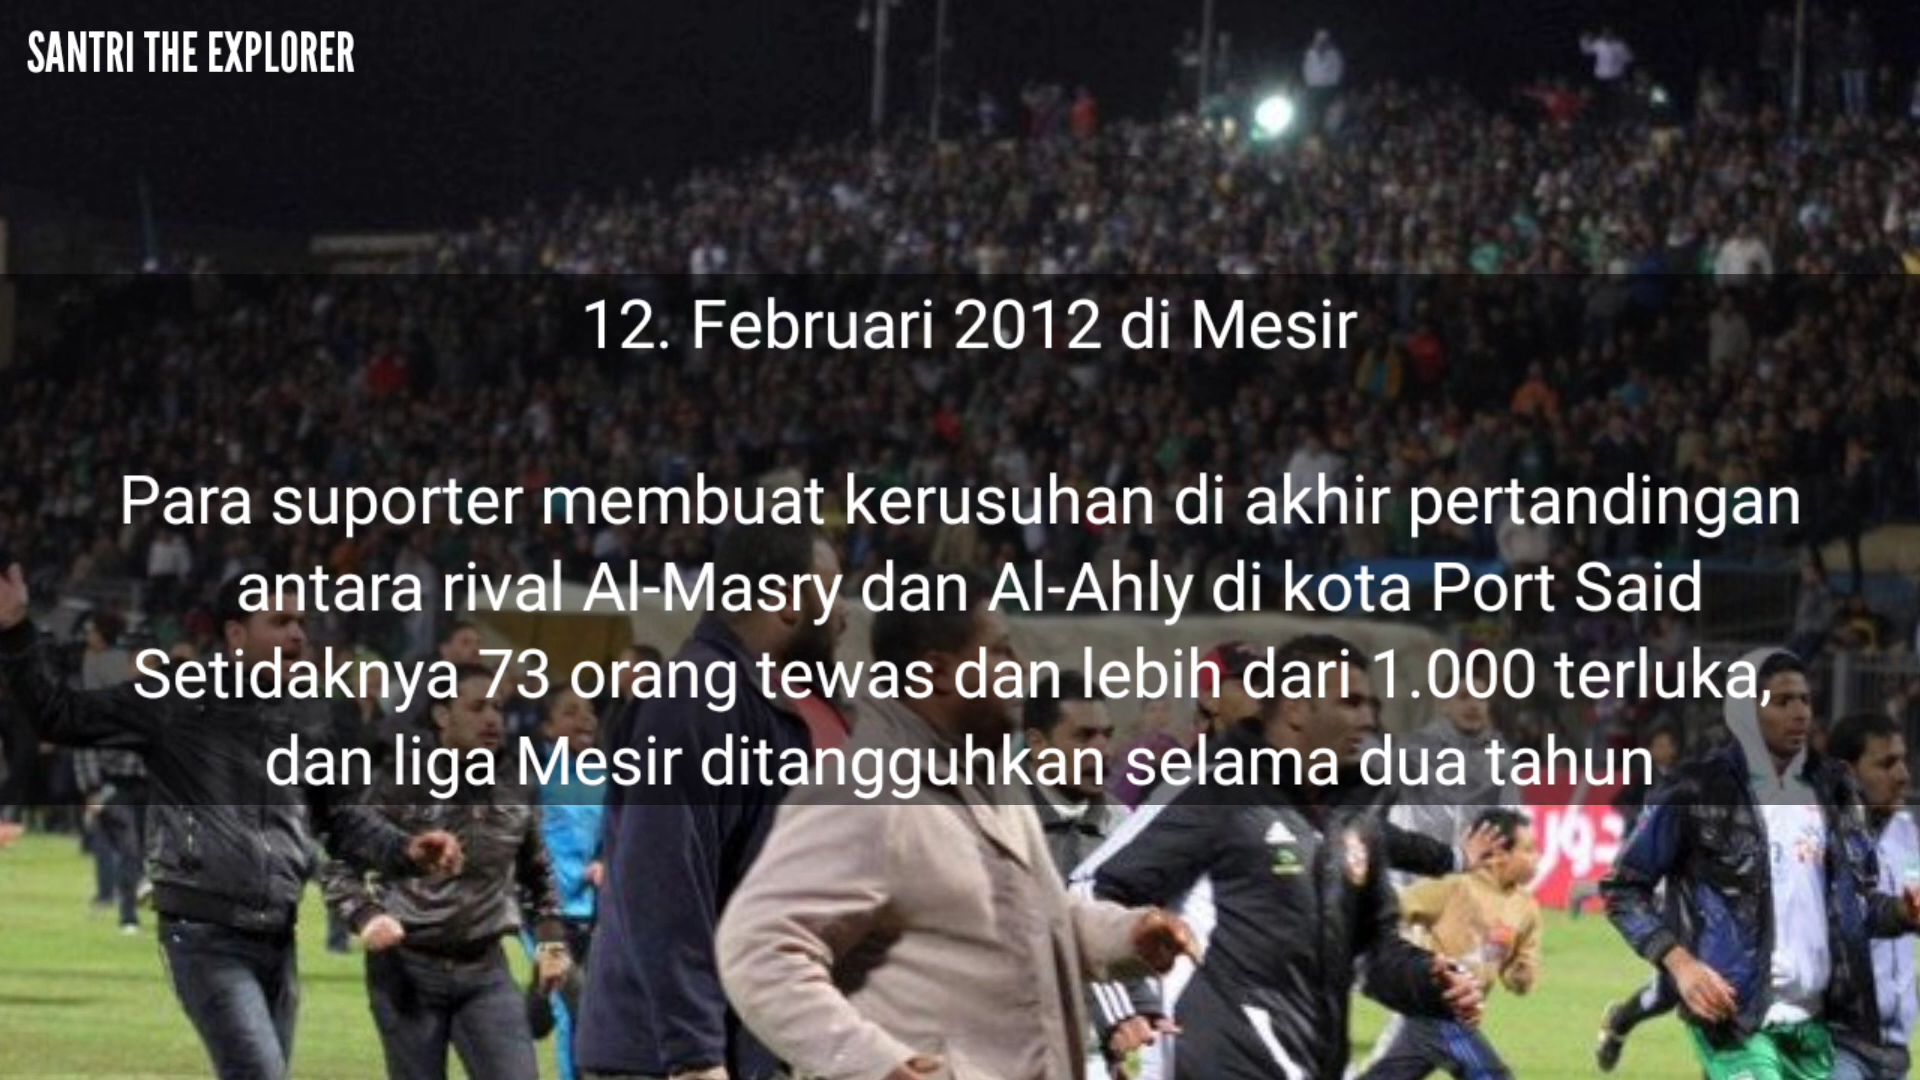 SANTRI THE EXPLORER
12. Februari 2012 di Mesir
Para suporter membuat kerusuhan di akhir pertandingan
antara rival Al-Masry dan Al-Ahly di kota Port Said
Setidaknya 73 orang tewas dan lebih dari 1.000 terluka,
dan liga Mesir ditangguhkan selama dua tahun